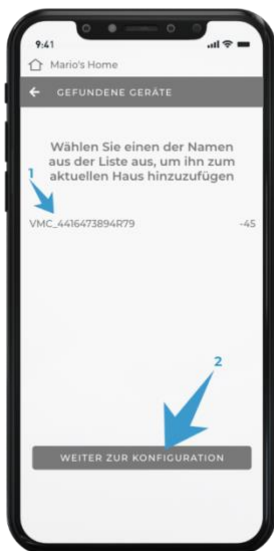 9:41
Mario's Home
GEFUNDENE GERÄTE
Wählen Sie einen der Namen
aus der Liste aus, um ihn zum
aktuellen Haus hinzuzufügen
1
VMC_4416473894R79 -45
2
WEITER ZUR KONFIGURATION